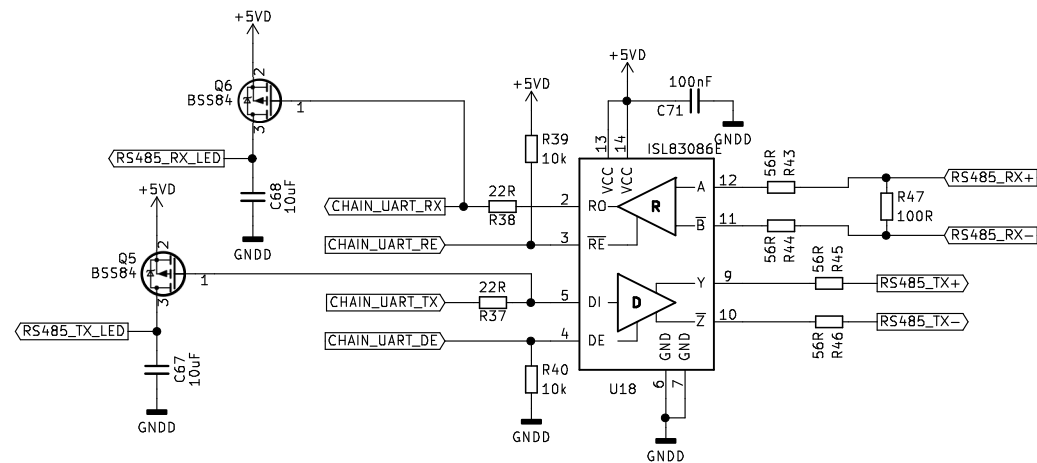 +5VD
Q6
BSS84
2
1
3
RS485_RX_LED
C68
10uF
GNDD
+5VD
Q5
BSS84
2
1
3
RS485_TX_LED
C67
10uF
GNDD
+5VD
R39
10k
CHAIN_UART_RX
22R
R38
CHAIN_UART_RE
CHAIN_UART_TX
22R
R37
CHAIN_UART_DE
R40
10k
GNDD
+5VD
100nF
C71
GNDD
ISL83086E
13
14
VCC
VCC
2
RO
R
A
12
3
RE
B
11
5
DI
D
Y
9
4
DE
Z
10
GND
GND
6
7
U18
GNDD
56R
R43
56R
R44
R47
100R
56R
R45
56R
R46
RS485_RX+
RS485_RX-
RS485_TX+
RS485_TX-